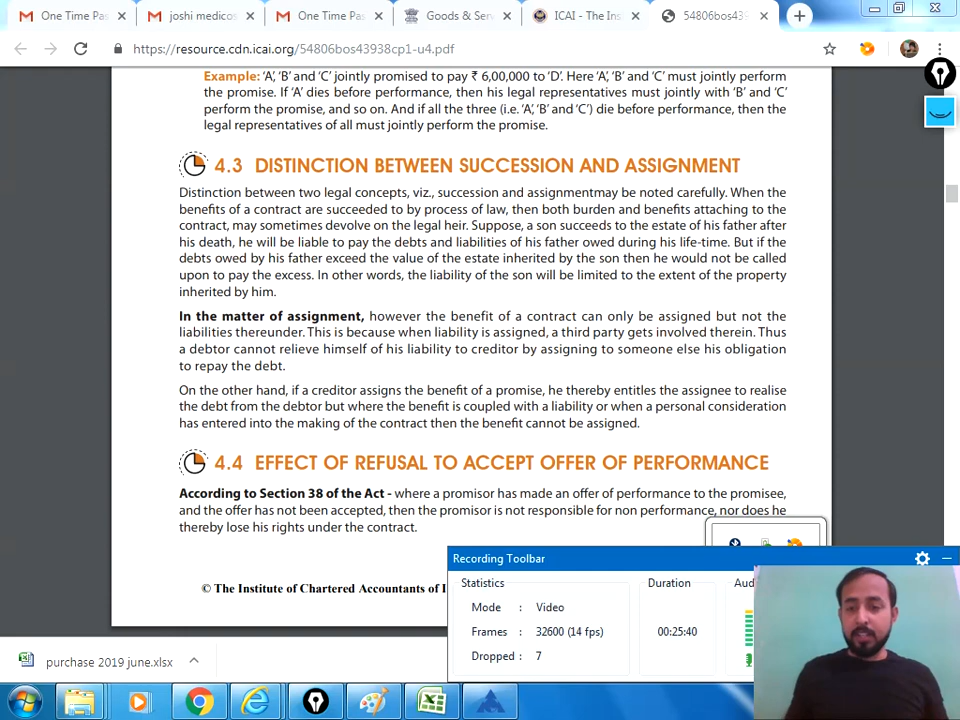 One Time Pas
joshi medicos
One Time Pas
Goods & Serv
ICAI - The Ins
54806bos439
https://resource.cdn.icai.org/54806bos43938cp1-u4.pdf
Example: 'A', 'B' and 'C' jointly promised to pay ₹ 6,00,000 to 'D'. Here 'A', 'B' and 'C' must jointly perform
the promise. If 'A' dies before performance, then his legal representatives must jointly with 'B' and 'C'
perform the promise, and so on. And if all the three (i.e. 'A', 'B' and 'C') die before performance, then the
legal representatives of all must jointly perform the promise.
4.3 DISTINCTION BETWEEN SUCCESSION AND ASSIGNMENT
Distinction between two legal concepts, viz., succession and assignmentmay be noted carefully. When the
benefits of a contract are succeeded to by process of law, then both burden and benefits attaching to the
contract, may sometimes devolve on the legal heir. Suppose, a son succeeds to the estate of his father after
his death, he will be liable to pay the debts and liabilities of his father owed during his life-time. But if the
debts owed by his father exceed the value of the estate inherited by the son then he would not be called
upon to pay the excess. In other words, the liability of the son will be limited to the extent of the property
inherited by him.
In the matter of assignment, however the benefit of a contract can only be assigned but not the
liabilities thereunder. This is because when liability is assigned, a third party gets involved therein. Thus
a debtor cannot relieve himself of his liability to creditor by assigning to someone else his obligation
to repay the debt.
On the other hand, if a creditor assigns the benefit of a promise, he thereby entitles the assignee to realise
the debt from the debtor but where the benefit is coupled with a liability or when a personal consideration
has entered into the making of the contract then the benefit cannot be assigned.
4.4 EFFECT OF REFUSAL TO ACCEPT OFFER OF PERFORMANCE
According to Section 38 of the Act - where a promisor has made an offer of performance to the promisee,
and the offer has not been accepted, then the promisor is not responsible for non performance, nor does he
thereby lose his rights under the contract.
© The Institute of Chartered Accountants of I
Recording Toolbar
Statistics
Duration
Aud
Mode : Video
Frames : 32600 (14 fps)
00:25:40
Dropped : 7
purchase 2019 june.xlsx